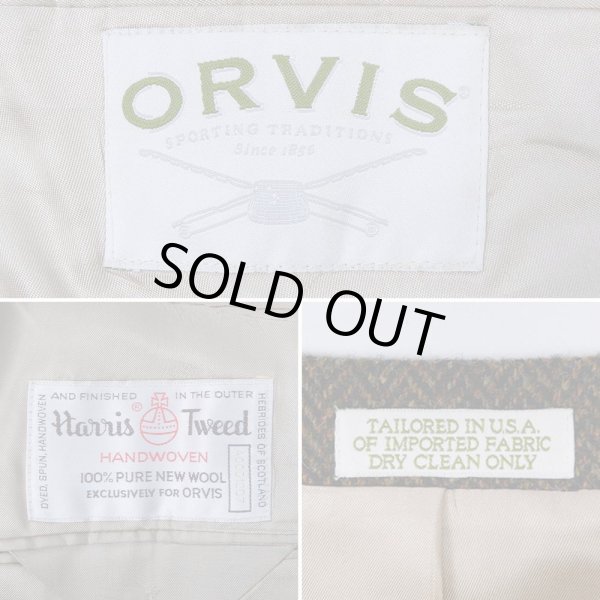 ORVIS®
SPORTING TRADITIONS
Since 1856
SOLD OUT
AND FINISHED IN THE OUTER
DYED, SPUN, HANDWOVEN
HEBRIDES OF SCOTLAND
Harris® Tweed
HANDWOVEN
100% PURE NEW WOOL
EXCLUSIVELY FOR ORVIS
TAILORED IN U.S.A.
OF IMPORTED FABRIC
DRY CLEAN ONLY